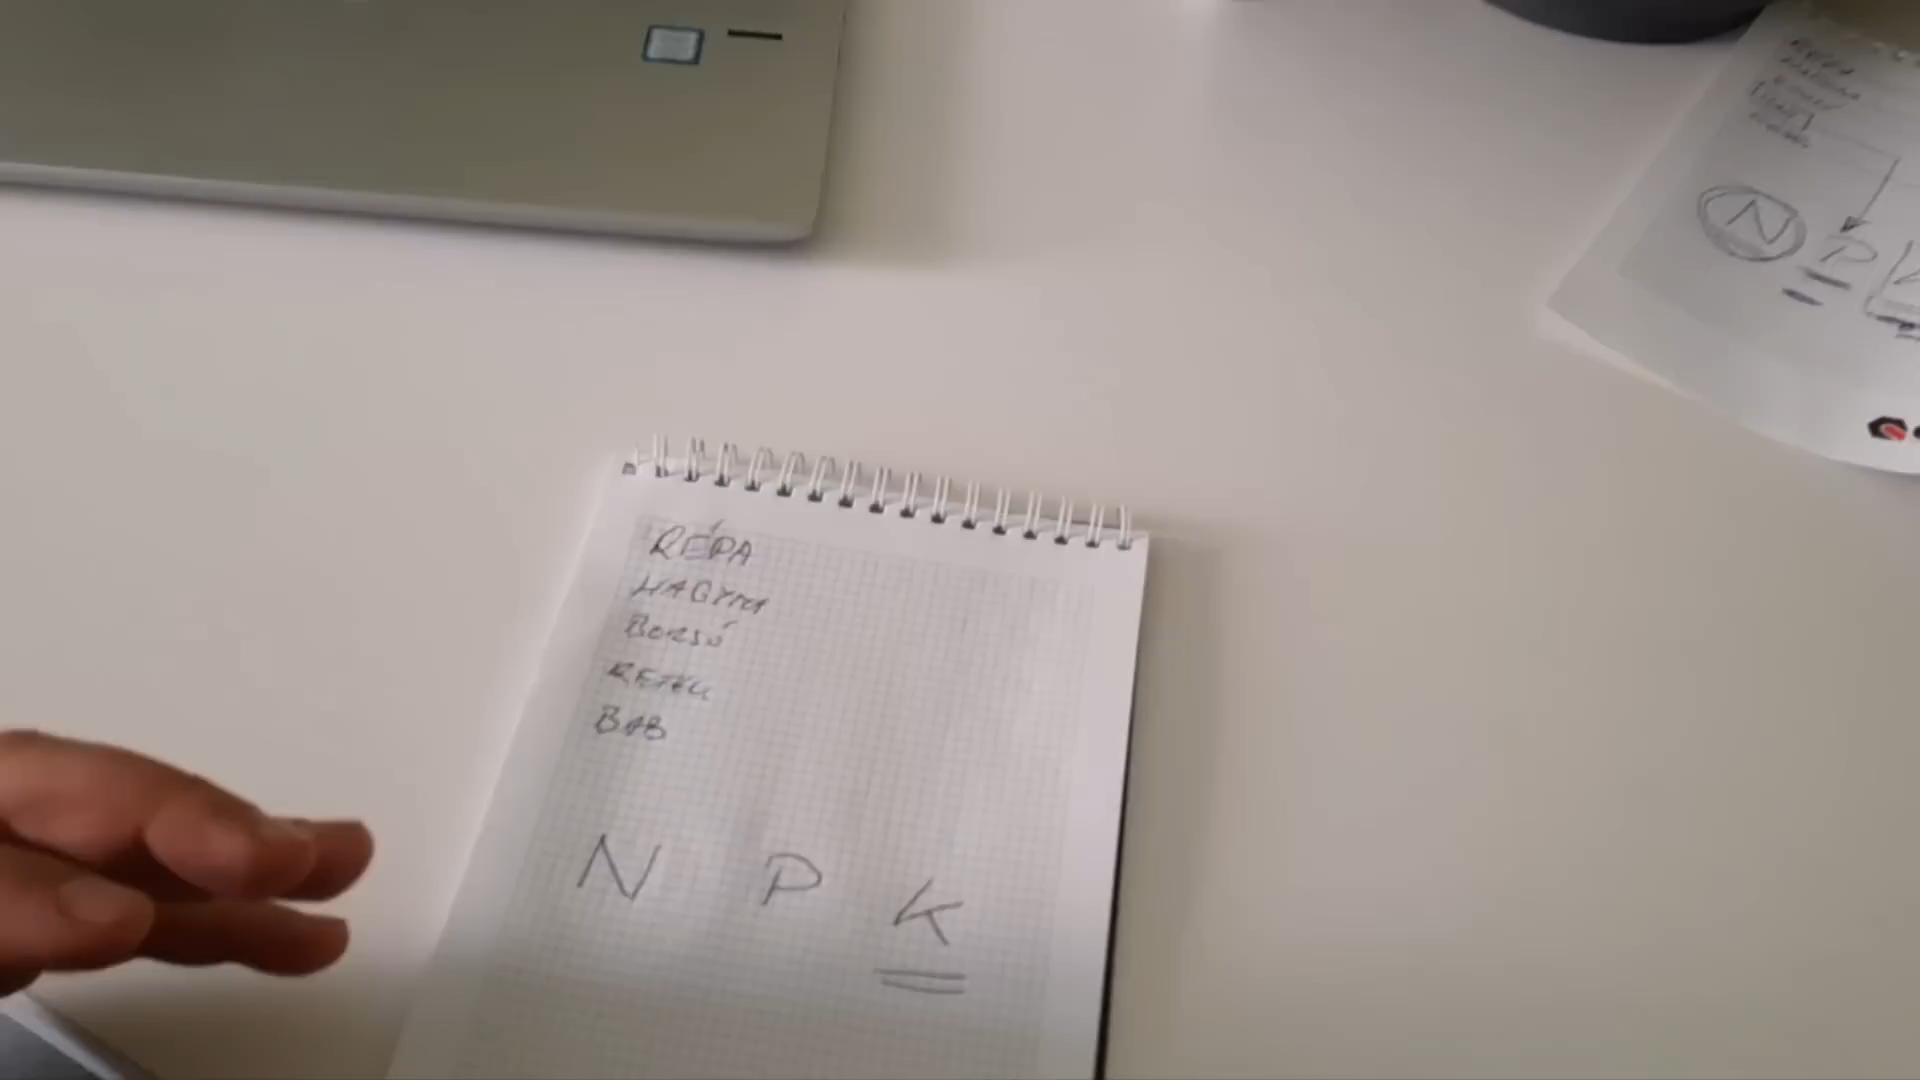 RÉPA
HAGYMA
BORSÓ
RETEK
BAB
N P K
N P K